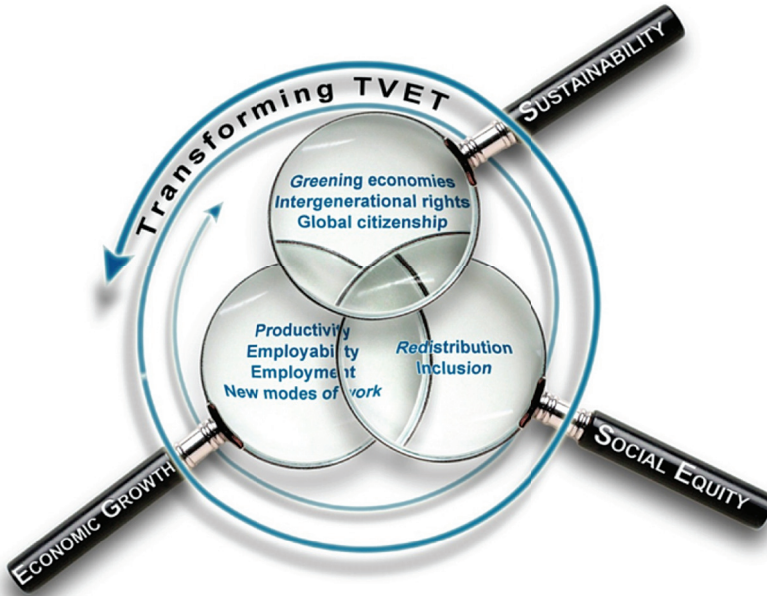 Transforming TVET
SUSTAINABILITY
Greening economies
Intergenerational rights
Global citizenship
Productivity
Employability
Employment
New modes of work
Redistribution
Inclusion
ECONOMIC GROWTH
SOCIAL EQUITY